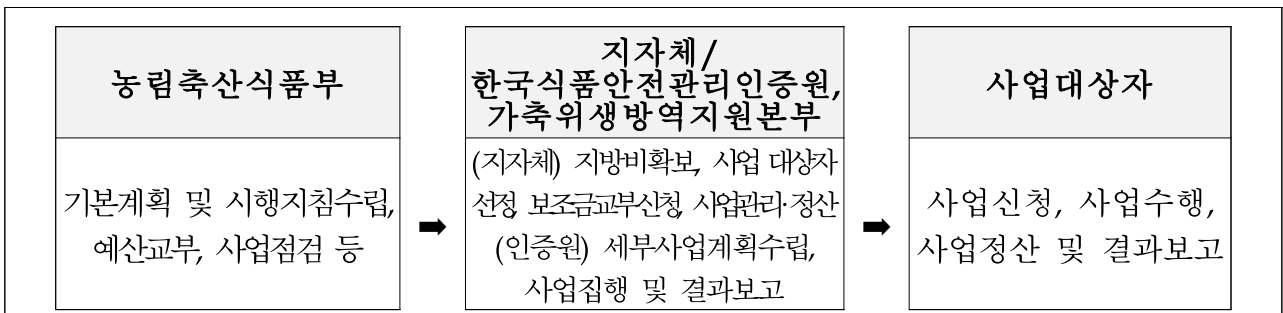 농림축산식품부
기본계획 및 시행지침수립,
예산교부, 사업점검 등
➡
지자체/
한국식품안전관리인증원,
가축위생방역지원본부
(지자체) 지방비확보, 사업 대상자
선정, 보조금교부신청, 사업관리·정산
(인증원) 세부사업계획수립,
사업집행 및 결과보고
➡
사업대상자
사업신청, 사업수행,
사업정산 및 결과보고